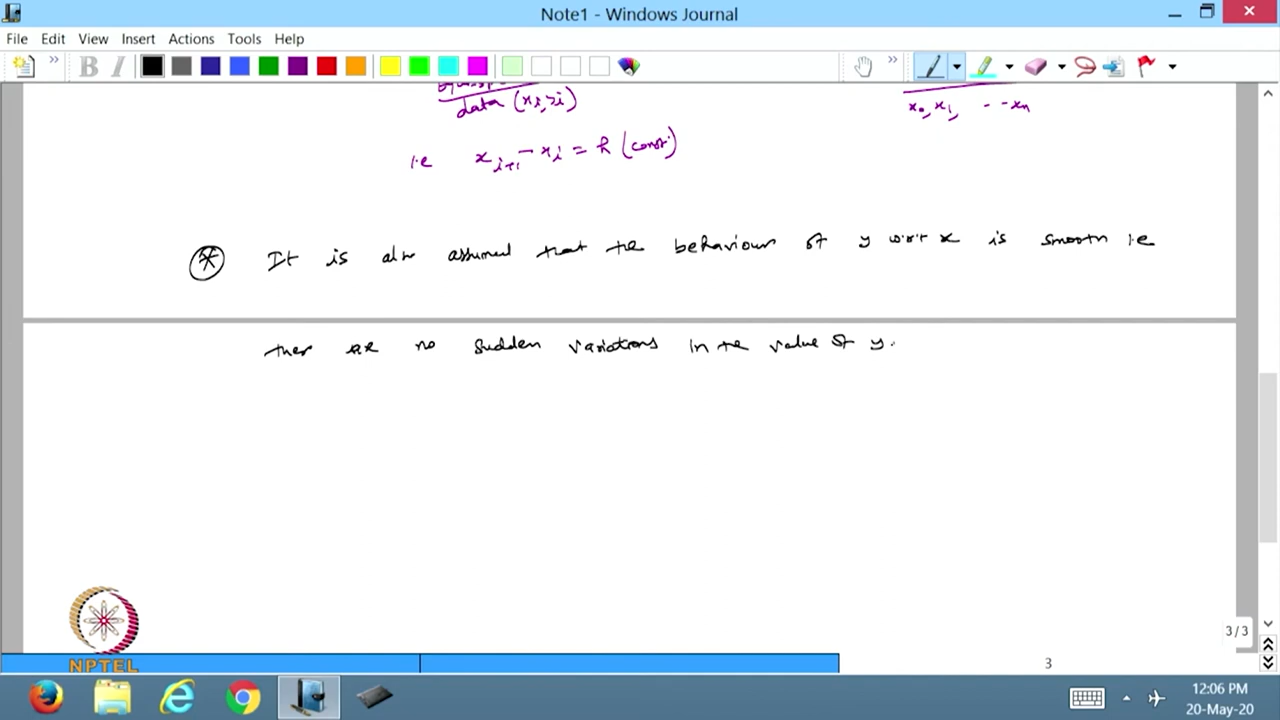 Note1 - Windows Journal
File Edit View Insert Actions Tools Help
data (xi, yi)
x0, x1, - - xn
i.e xi+1 - xi = h (const.)
It is also assumed that the behaviour of y w.r.t x is smooth i.e
there are no sudden variations in the value of y.
3 / 3
NPTEL
3
12:06 PM
20-May-20